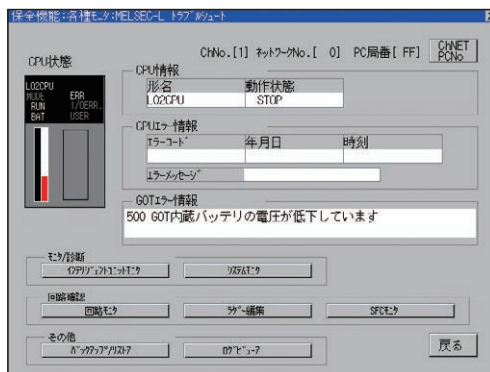 保全機能:各種ﾓﾆﾀ:MELSEC-L ﾄﾗﾌﾞﾙｼｭｰﾄ
ChNo.[1] ﾈｯﾄﾜｰｸNo.[ 0] PC局番[ FF]
ChNET
PCNo
CPU状態
L02CPU
MODE
RUN
BAT
ERR
I/OERR.
USER
CPU情報
形名 動作状態
L02CPU STOP
CPUｴﾗｰ情報
ｴﾗｰｺｰﾄﾞ 年月日 時刻
ｴﾗｰﾒｯｾｰｼﾞ
GOTｴﾗｰ情報
500 GOT内蔵バッテリの電圧が低下しています
ﾓﾆﾀ/診断
ｲﾝﾃﾘｼﾞｪﾝﾄﾕﾆｯﾄﾓﾆﾀ ｼｽﾃﾑﾓﾆﾀ
回路確認
回路ﾓﾆﾀ ﾗﾀﾞｰ編集 SFCﾓﾆﾀ
その他
ﾊﾞｯｸｱｯﾌﾟ/ﾘｽﾄｱ ﾛｸﾞﾋﾞｭｰｱ
戻る